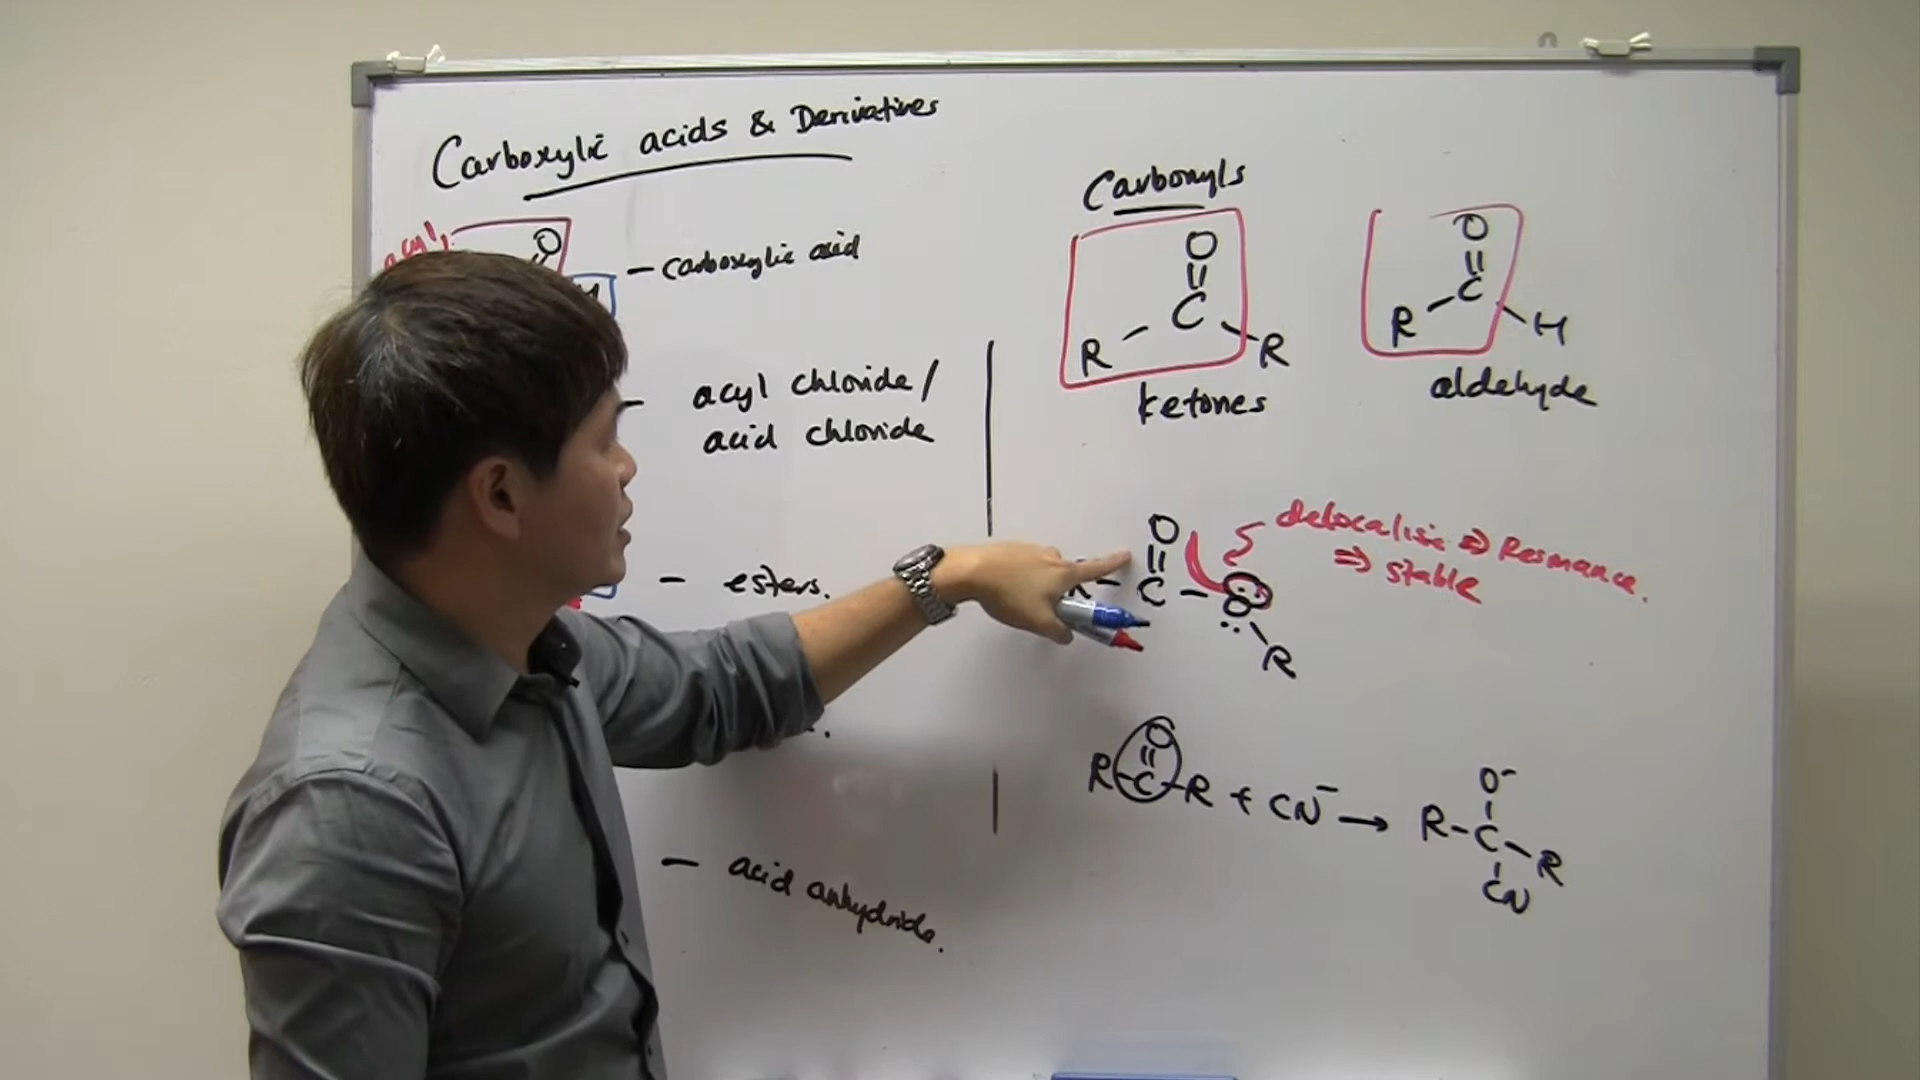 Carboxylic acids & Derivatives
acyl
O
— carboxylic acid
— acyl chloride /
acid chloride
— esters.
— acid anhydride.
Carbonyls
O
C
R R
ketones
O
C
R H
aldehyde
delocalise ⇒ Resonance.
⇒ stable
O
C - O
R
O O-
R-C-R + CN- → R-C-R
CN